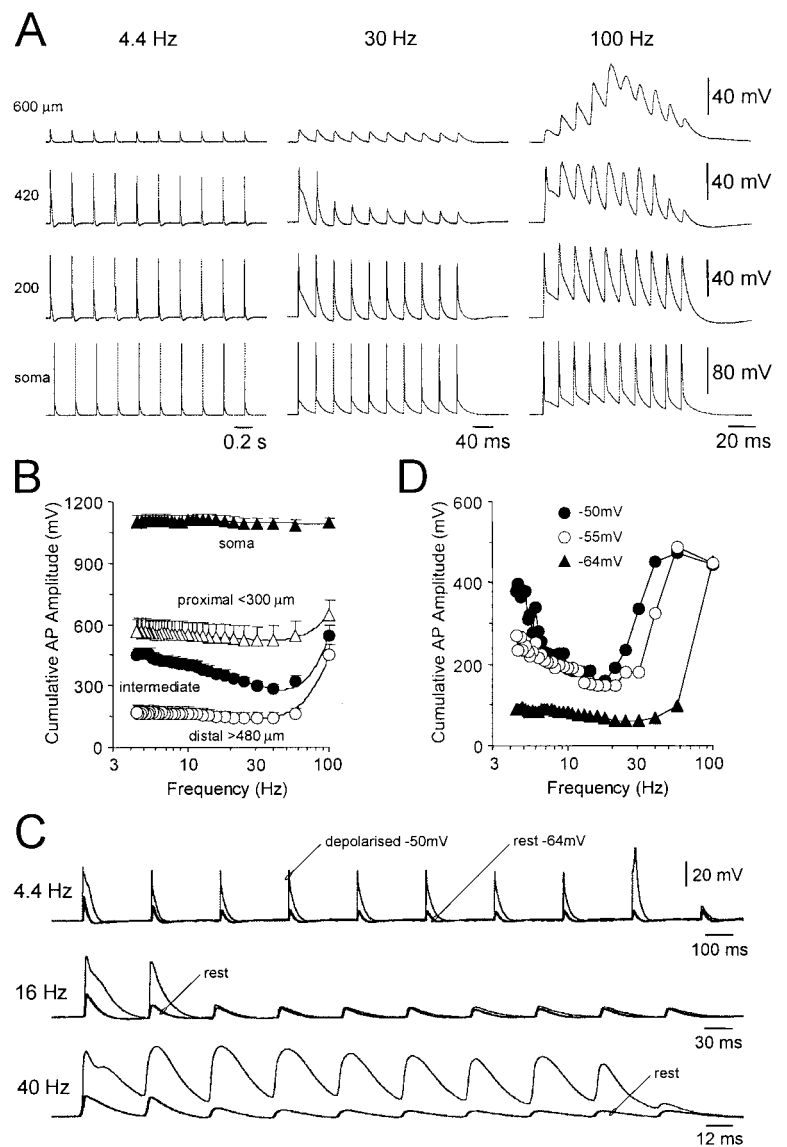 A
4.4 Hz
30 Hz
100 Hz
600 µm
40 mV
420
40 mV
200
40 mV
soma
80 mV
0.2 s
40 ms
20 ms
B
Cumulative AP Amplitude (mV)
1200
900
600
300
0
soma
proximal <300 µm
intermediate
distal >480 µm
3
10
30
100
Frequency (Hz)
D
Cumulative AP Amplitude (mV)
600
400
200
0
-50mV
-55mV
-64mV
3
10
30
100
Frequency (Hz)
C
depolarised -50mV
rest -64mV
4.4 Hz
20 mV
100 ms
16 Hz
rest
30 ms
40 Hz
rest
12 ms